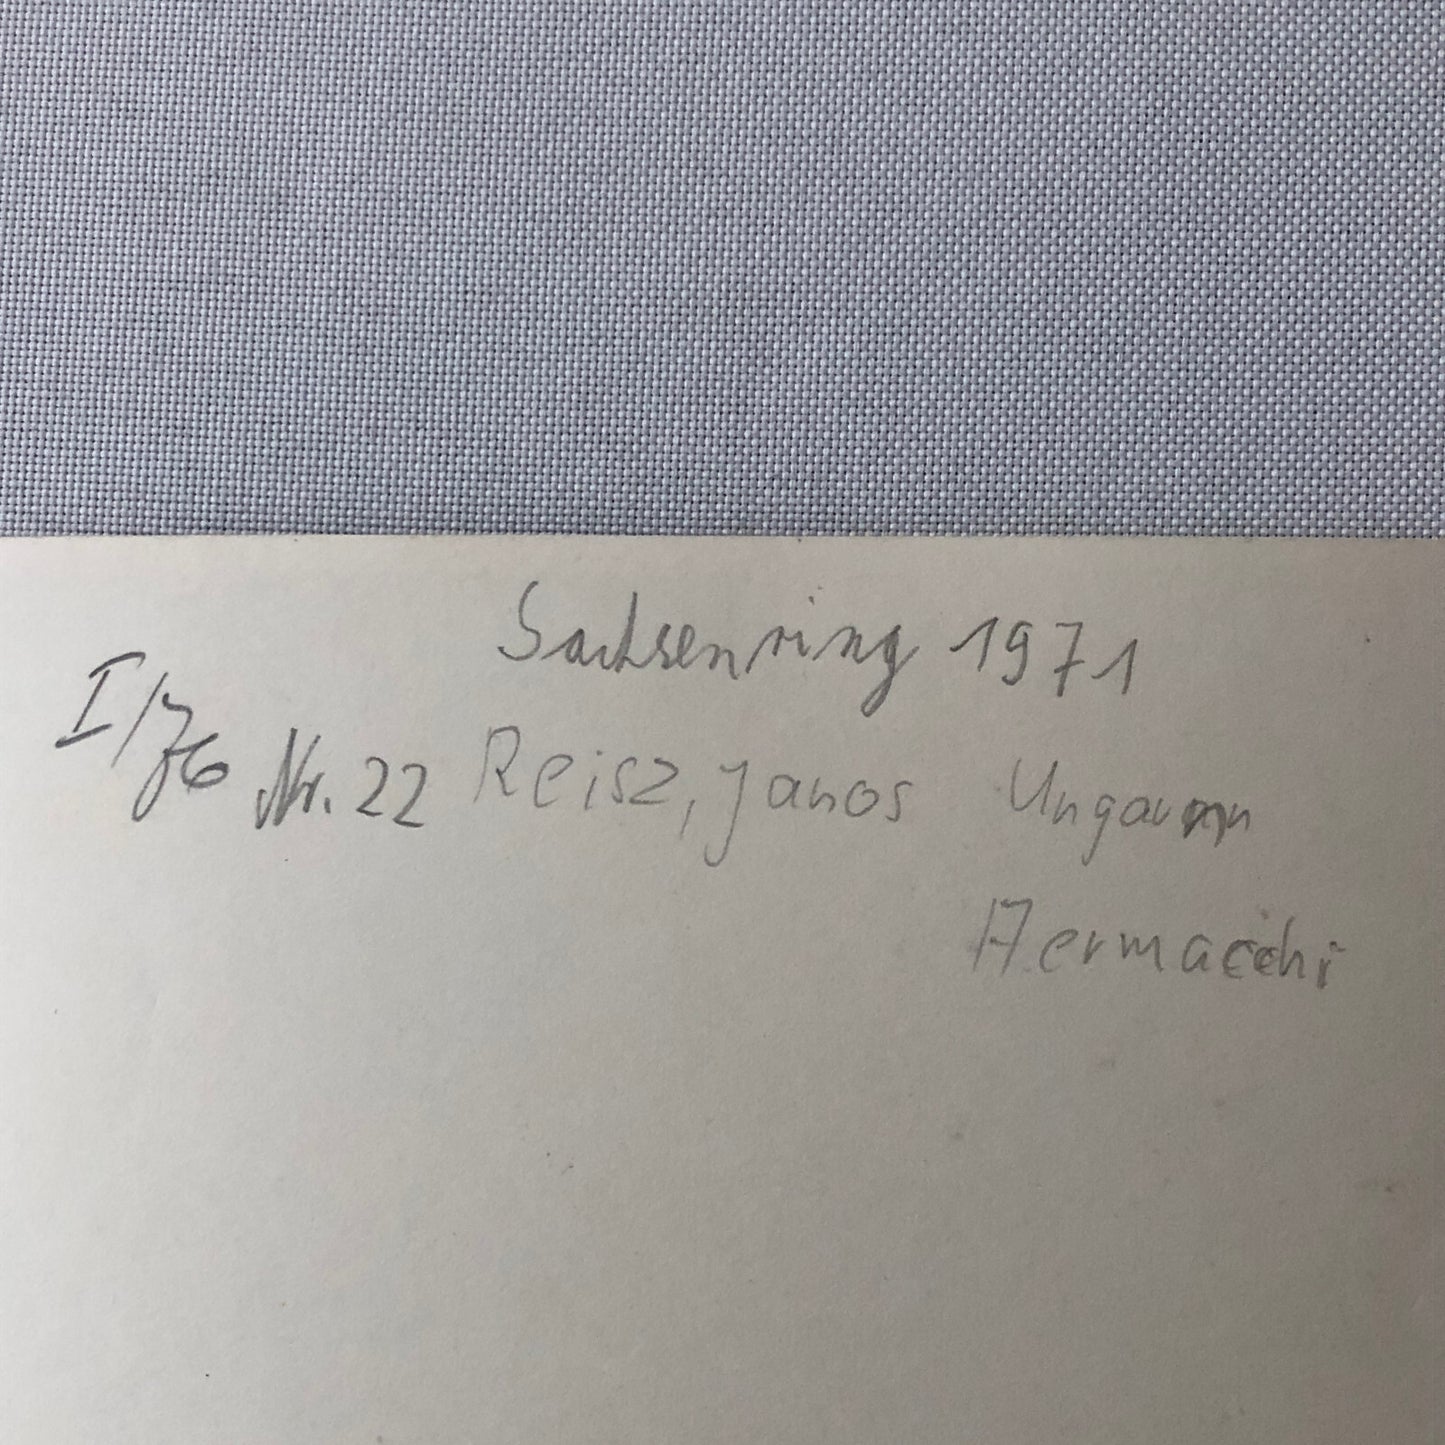 Sachsenring 1971
I/76 Nr. 22 Reisz, Janos Ungarn
Aermacchi